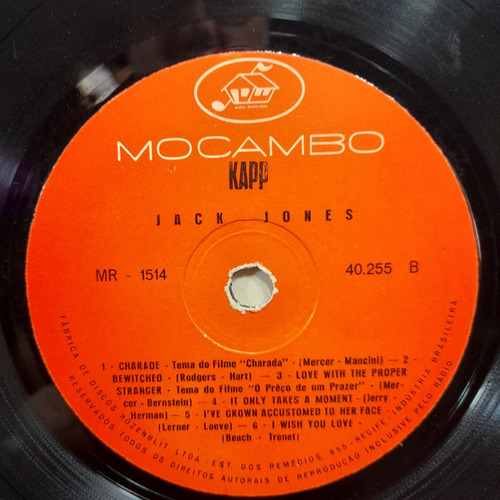 MOCAMBO
KAPP
JACK JONES
MR - 1514
40.255 B
1 - CHARADE - Tema do Filme "Charada" - (Mercer - Mancini) — 2 -
BEWITCHED - (Rodgers - Hart) — 3 - LOVE WITH THE PROPER
STRANGER - Tema do Filme "O Prêço de um Prazer" - (Mer-
cer - Bernstein) — 4 - IT ONLY TAKES A MOMENT - (Jerry
Herman) — 5 - I'VE GROWN ACCUSTOMED TO HER FACE -
(Lerner - Loeve) — 6 - I WISH YOU LOVE -
(Beach - Trenet)
FÁBRICA DE DISCOS ROZENBLIT LTDA. - EST. DOS REMÉDIOS, 855 - RECIFE - INDÚSTRIA BRASILEIRA
RESERVADOS TODOS OS DIREITOS AUTORAIS DE REPRODUÇÃO INCLUSIVE PELO RÁDIO